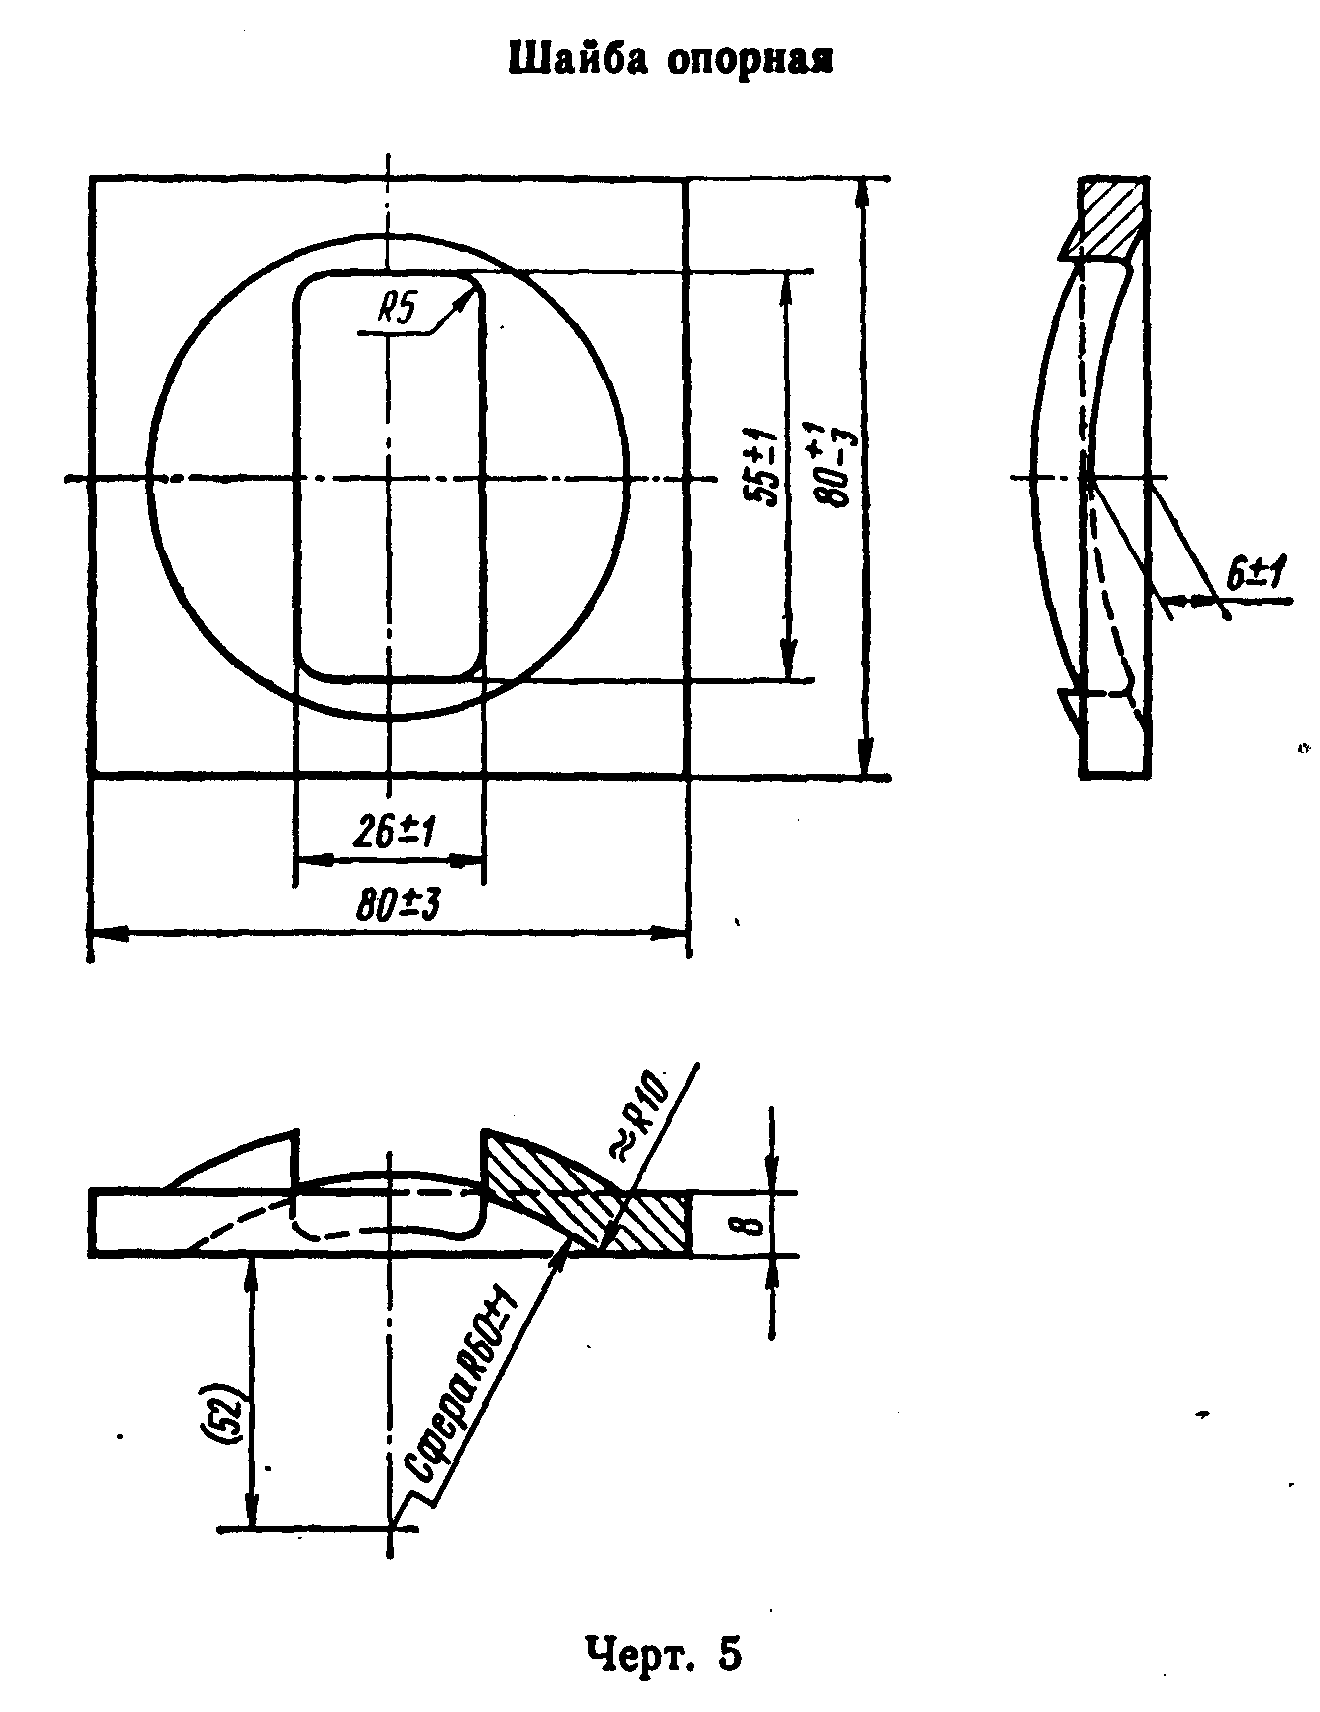 Шайба опорная
R5
55±1
80+1-3
6±1
26±1
80±3
≈R10
8
Сфера R60±1
(52)
Черт. 5